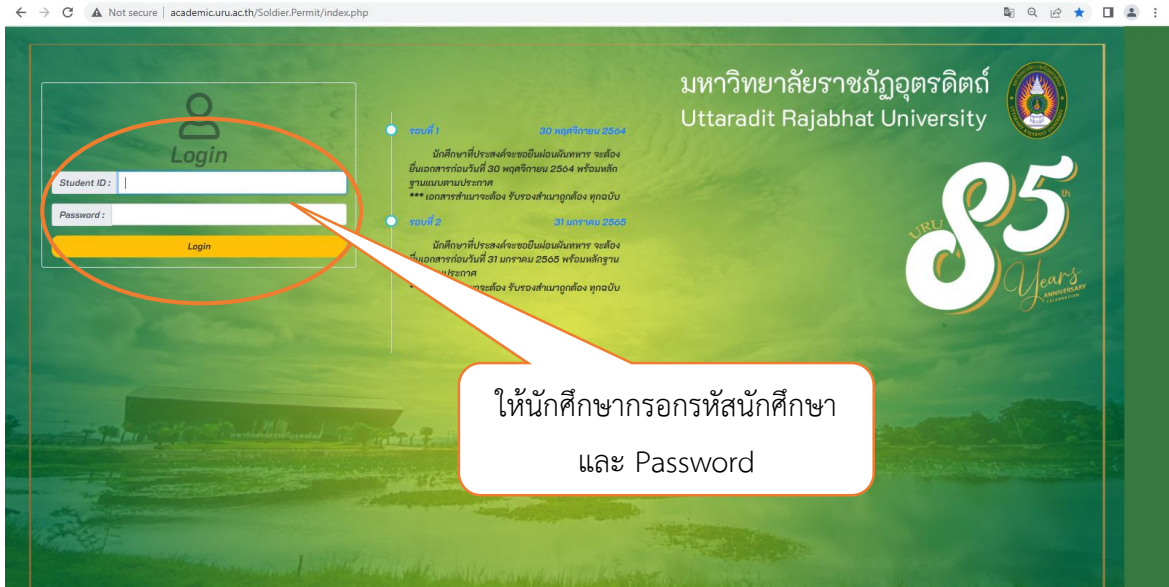 Not secure | academic.uru.ac.th/Soldier.Permit/index.php
มหาวิทยาลัยราชภัฏอุตรดิตถ์
Uttaradit Rajabhat University
Login
Student ID :
Password :
Login
รอบที่ 1 30 พฤศจิกายน 2564
นักศึกษาที่ประสงค์จะขอยืนผ่อนผันทหาร จะต้อง
ยื่นเอกสารก่อนวันที่ 30 พฤศจิกายน 2564 พร้อมหลัก
ฐานแนบตามประกาศ
*** เอกสารสำเนาจะต้อง รับรองสำเนาถูกต้อง ทุกฉบับ
รอบที่ 2 31 มกราคม 2565
นักศึกษาที่ประสงค์จะขอยืนผ่อนผันทหาร จะต้อง
ยื่นเอกสารก่อนวันที่ 31 มกราคม 2565 พร้อมหลักฐาน
ประกาศ
จะต้อง รับรองสำเนาถูกต้อง ทุกฉบับ
URU
85th
Years
ANNIVERSARY
CELEBRATION
ให้นักศึกษากรอกรหัสนักศึกษา
และ Password